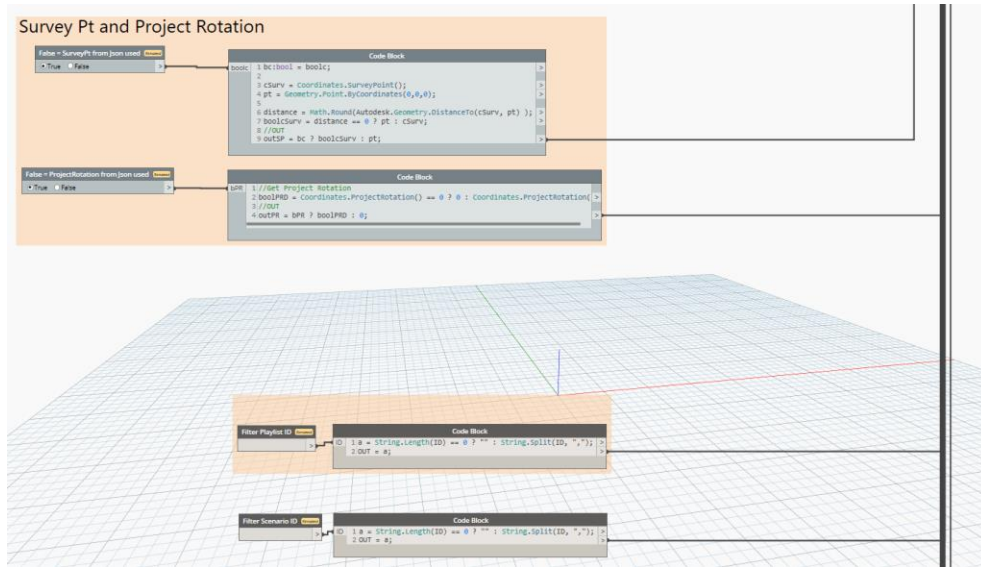 Survey Pt and Project Rotation
False = SurveyPt from Json used
True False >
Code Block
boolc 1 bc:bool = boolc; >
2
3 cSurv = Coordinates.SurveyPoint(); >
4 pt = Geometry.Point.ByCoordinates(0,0,0); >
5
6 distance = Math.Round(Autodesk.Geometry.DistanceTo(cSurv, pt) ); >
7 boolcSurv = distance == 0 ? pt : cSurv; >
8 //OUT
9 outSP = bc ? boolcSurv : pt; >
False = ProjectRotation from Json used
True False >
Code Block
bPR 1 //Get Project Rotation
2 boolPRD = Coordinates.ProjectRotation() == 0 ? 0 : Coordinates.ProjectRotation( >
3 //OUT
4 outPR = bPR ? boolPRD : 0; >
Filter Playlist ID
>
Code Block
ID 1 a = String.Length(ID) == 0 ? "" : String.Split(ID, ","); >
2 OUT = a; >
Filter Scenario ID
>
Code Block
ID 1 a = String.Length(ID) == 0 ? "" : String.Split(ID, ","); >
2 OUT = a; >